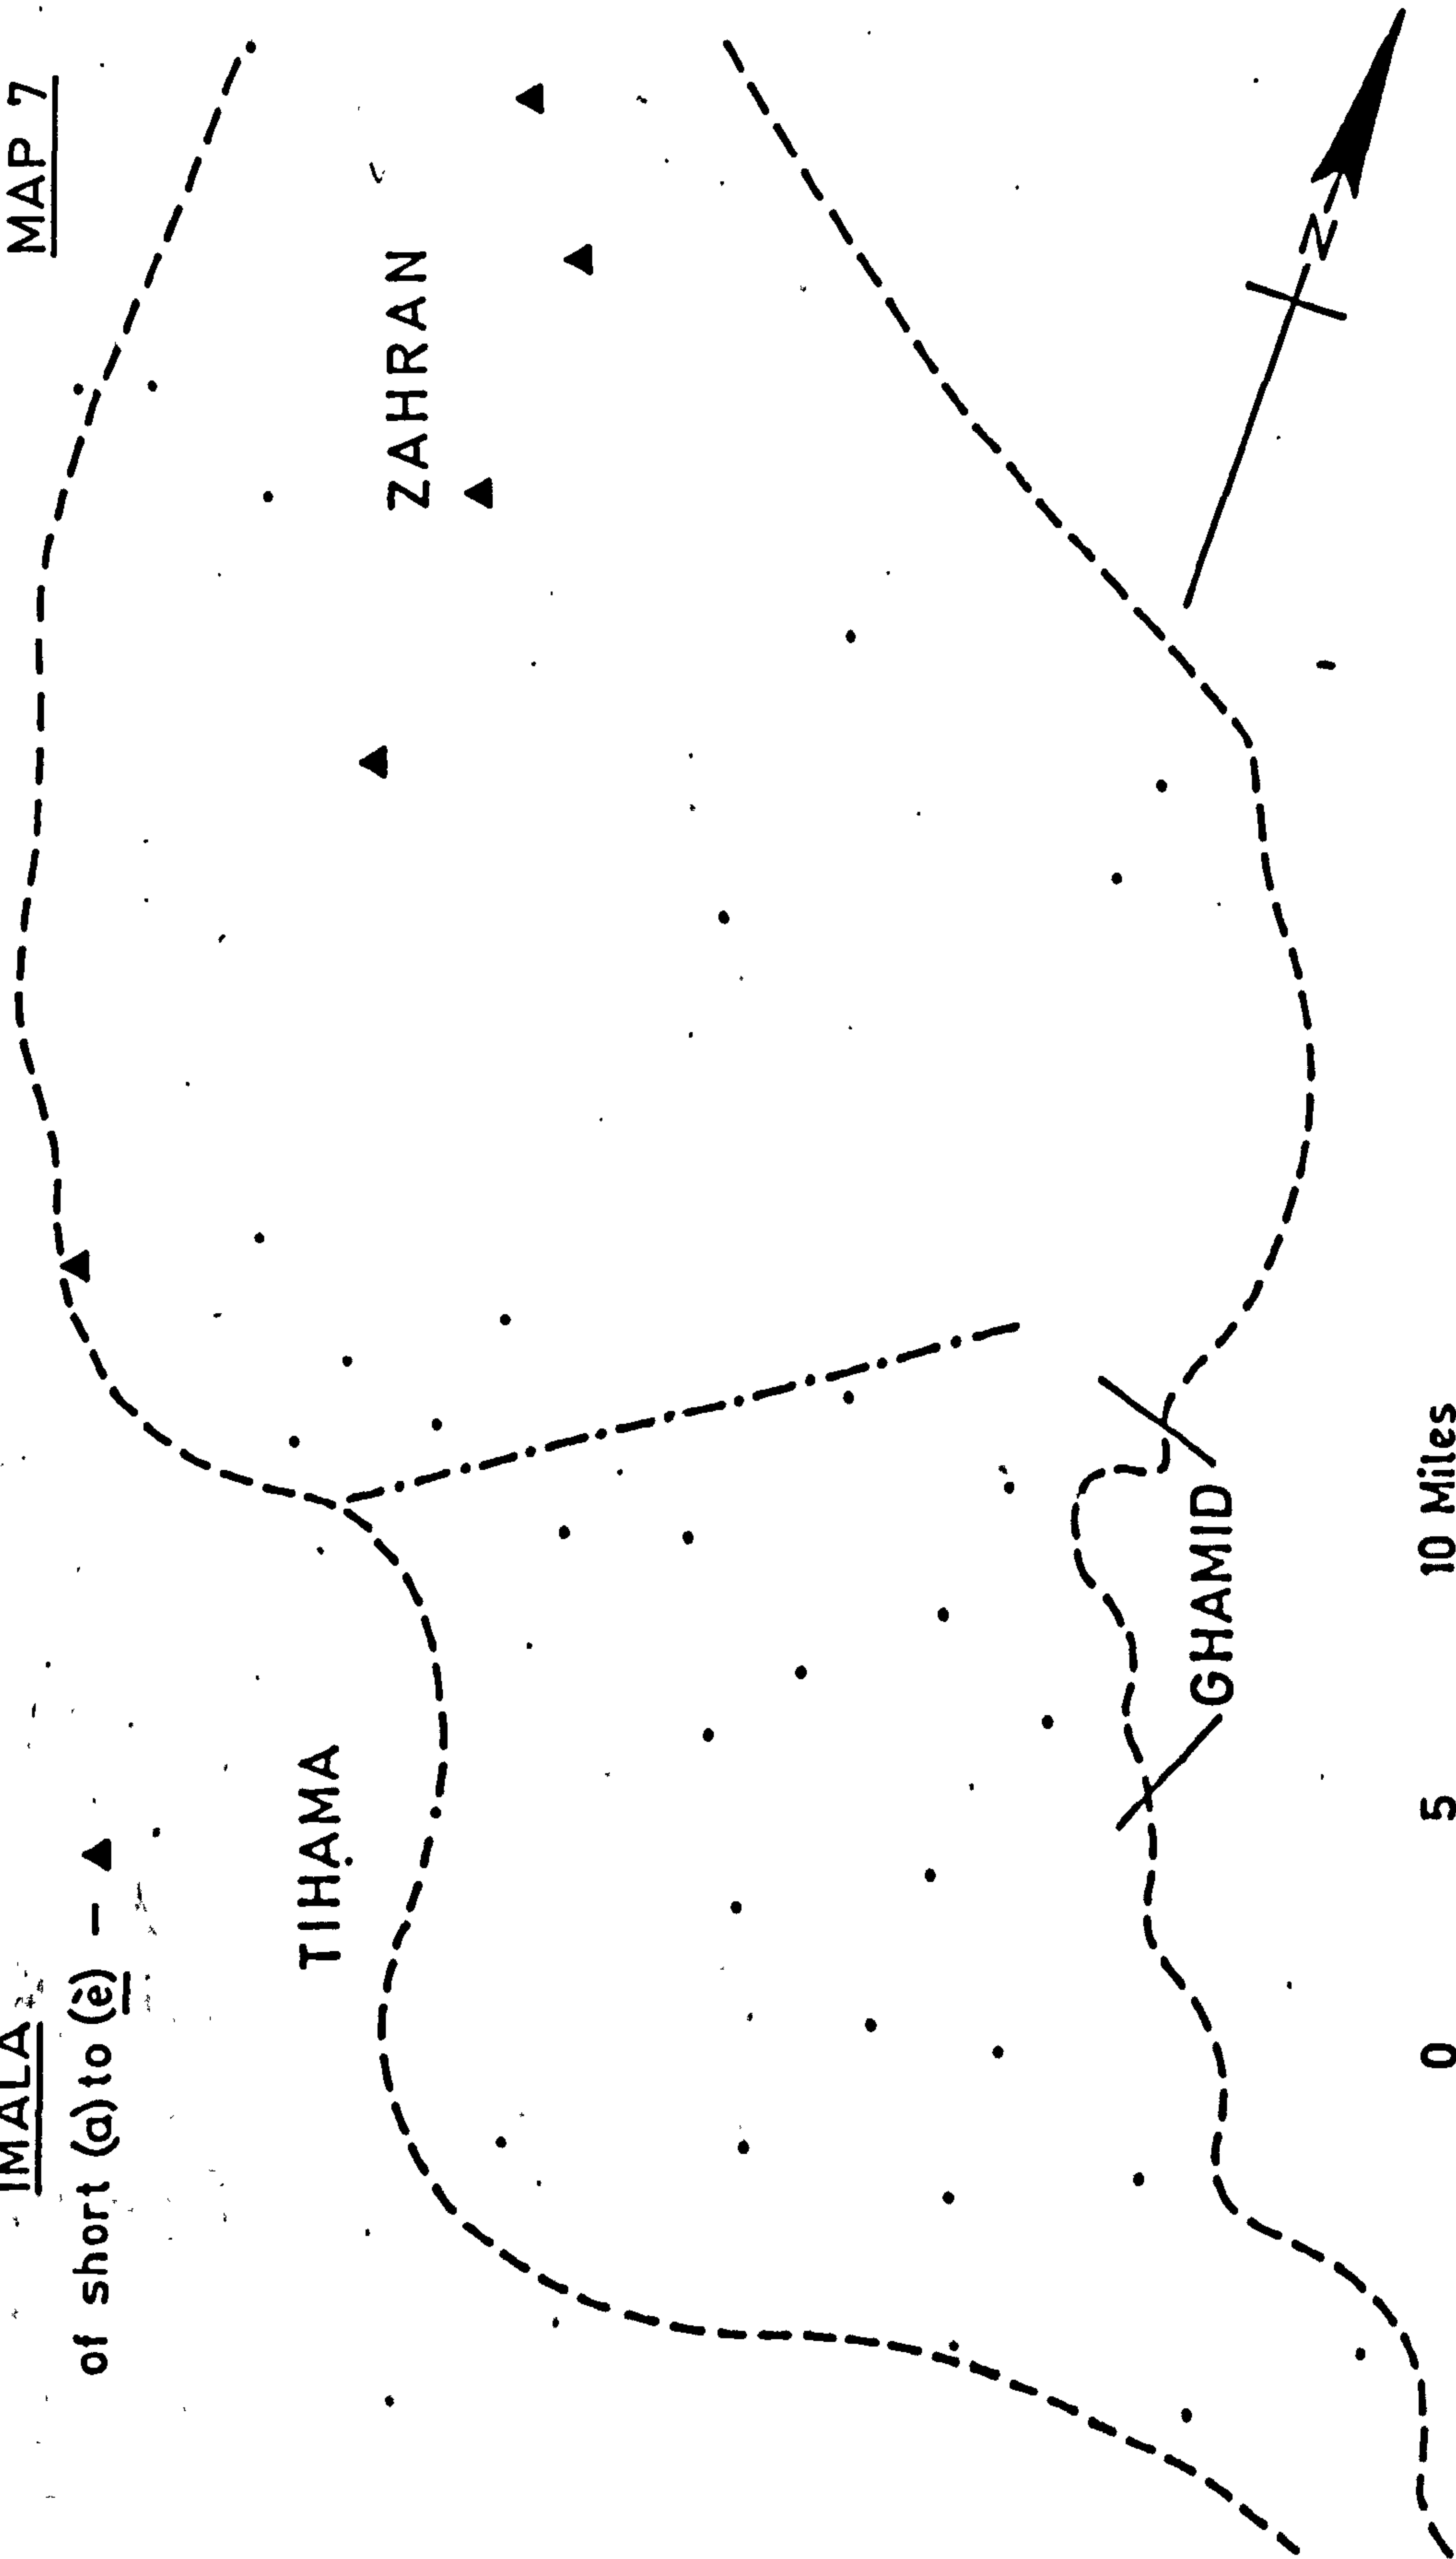 MAP 7
IMALA
of short (a) to (è) –
ZAHRAN
TIHAMA
GHAMID
N
0 5 10 Miles